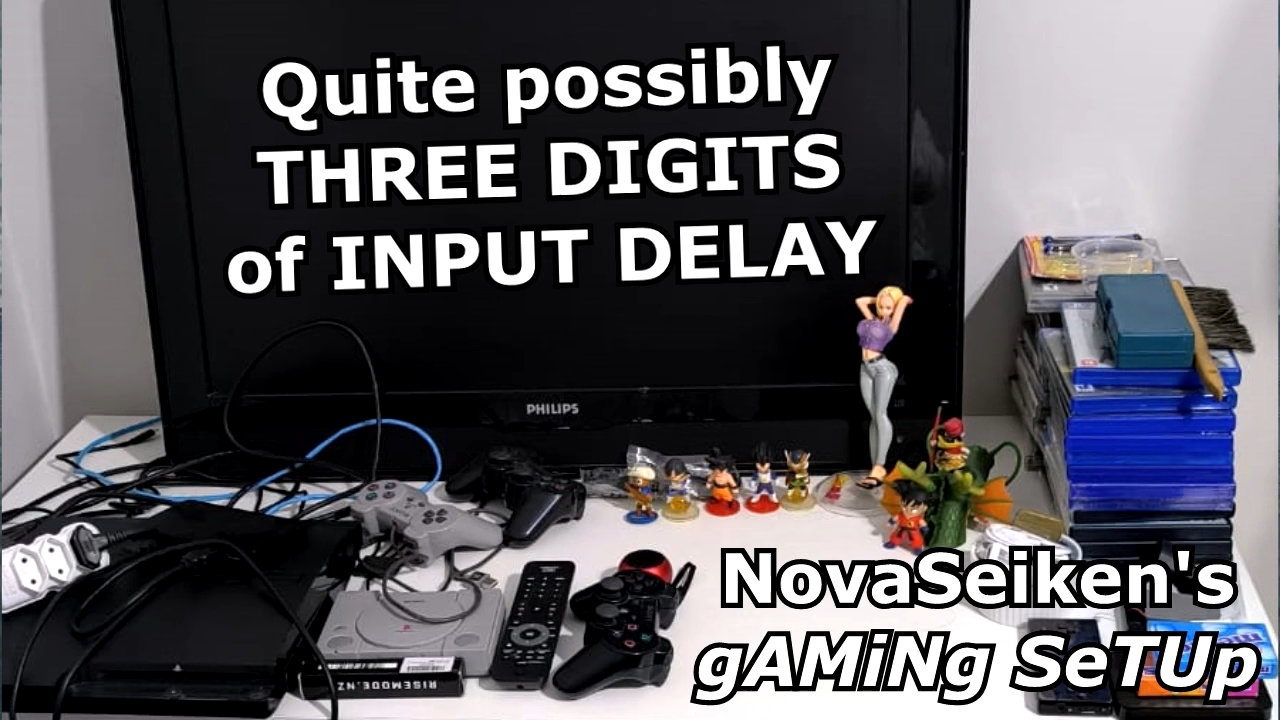 Quite possibly
THREE DIGITS
of INPUT DELAY
PHILIPS
NovaSeiken's
gAMiNg SeTUp
RISEMODE.NZ